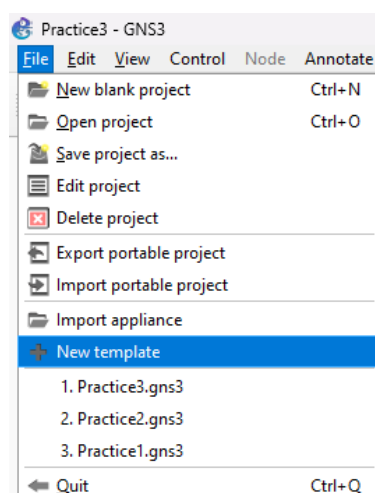 Practice3 - GNS3
File Edit View Control Node Annotate
New blank project Ctrl+N
Open project Ctrl+O
Save project as...
Edit project
Delete project
Export portable project
Import portable project
Import appliance
New template
1. Practice3.gns3
2. Practice2.gns3
3. Practice1.gns3
Quit Ctrl+Q